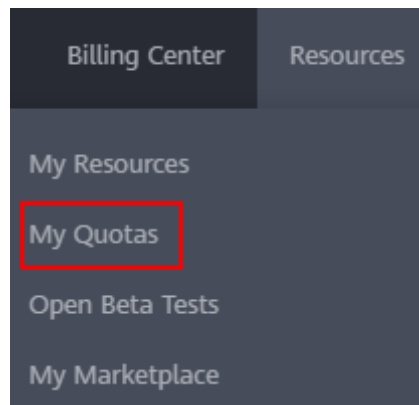 Billing Center Resources
My Resources
My Quotas
Open Beta Tests
My Marketplace